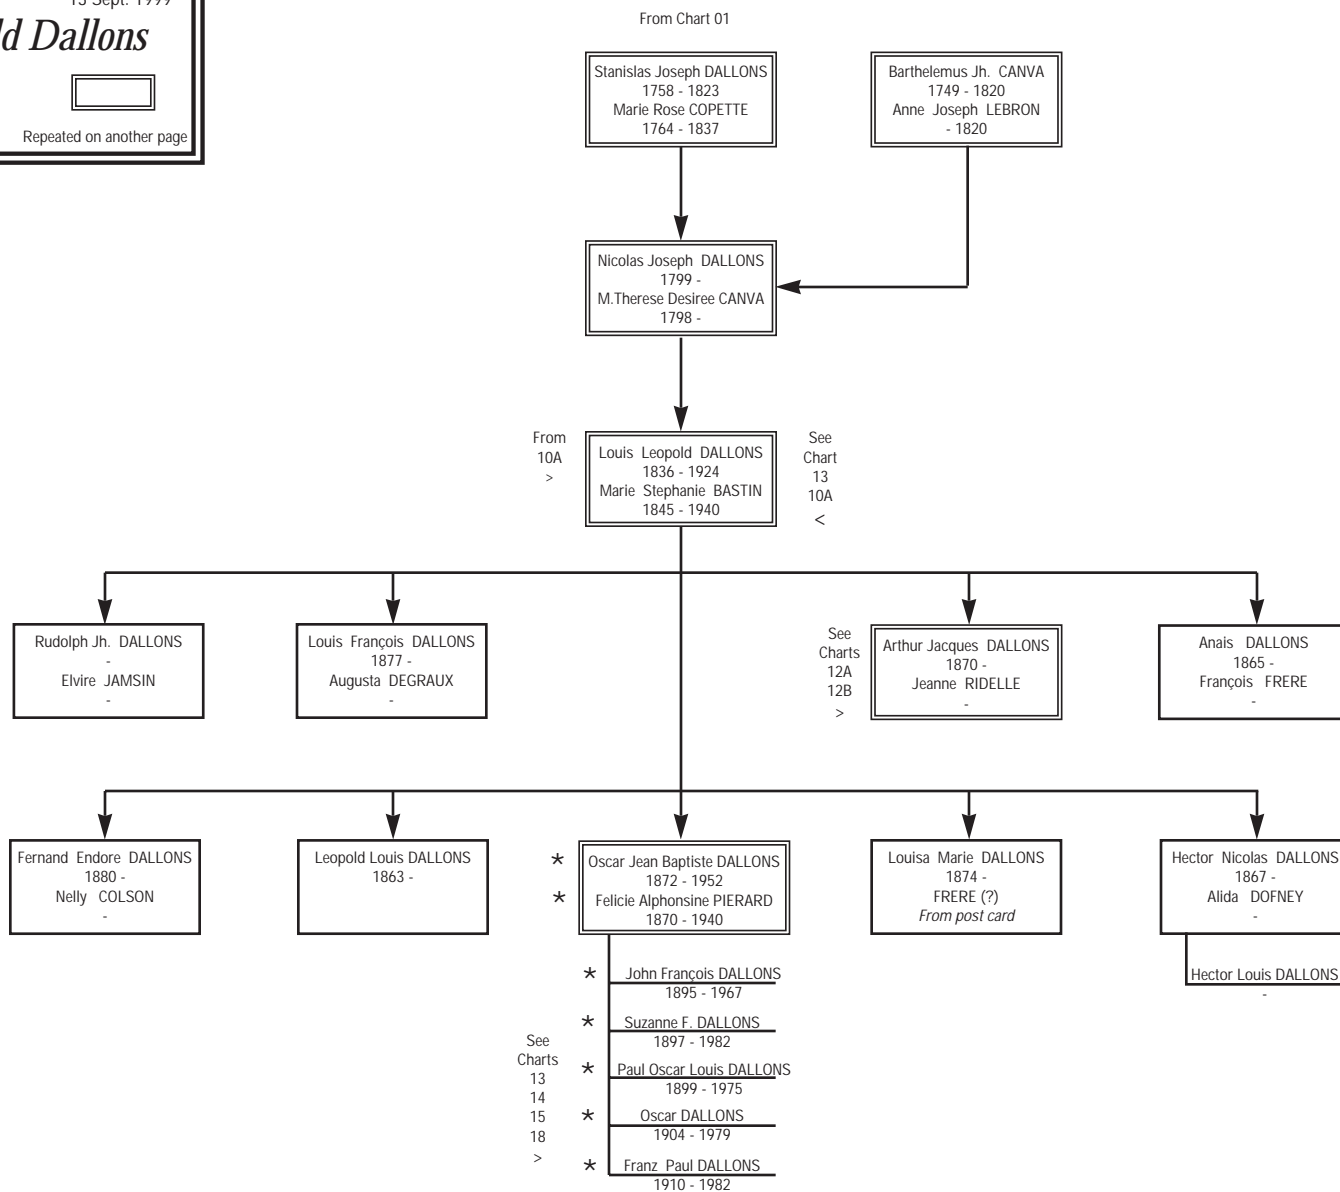 13 Sept. 1999
ld Dallons
Repeated on another page
From Chart 01
Stanislas Joseph DALLONS
1758 - 1823
Marie Rose COPETTE
1764 - 1837
Barthelemus Jh. CANVA
1749 - 1820
Anne Joseph LEBRON
- 1820
Nicolas Joseph DALLONS
1799 -
M.Therese Desiree CANVA
1798 -
From
10A
>
Louis Leopold DALLONS
1836 - 1924
Marie Stephanie BASTIN
1845 - 1940
See
Chart
13
10A
<
Rudolph Jh. DALLONS
-
Elvire JAMSIN
-
Louis François DALLONS
1877 -
Augusta DEGRAUX
-
See
Charts
12A
12B
>
Arthur Jacques DALLONS
1870 -
Jeanne RIDELLE
-
Anais DALLONS
1865 -
François FRERE
-
Fernand Endore DALLONS
1880 -
Nelly COLSON
-
Leopold Louis DALLONS
1863 -
* Oscar Jean Baptiste DALLONS
1872 - 1952
* Felicie Alphonsine PIERARD
1870 - 1940
Louisa Marie DALLONS
1874 -
FRERE (?)
From post card
Hector Nicolas DALLONS
1867 -
Alida DOFNEY
-
Hector Louis DALLONS
-
* John François DALLONS
1895 - 1967
* Suzanne F. DALLONS
1897 - 1982
* Paul Oscar Louis DALLONS
1899 - 1975
* Oscar DALLONS
1904 - 1979
* Franz Paul DALLONS
1910 - 1982
See
Charts
13
14
15
18
>